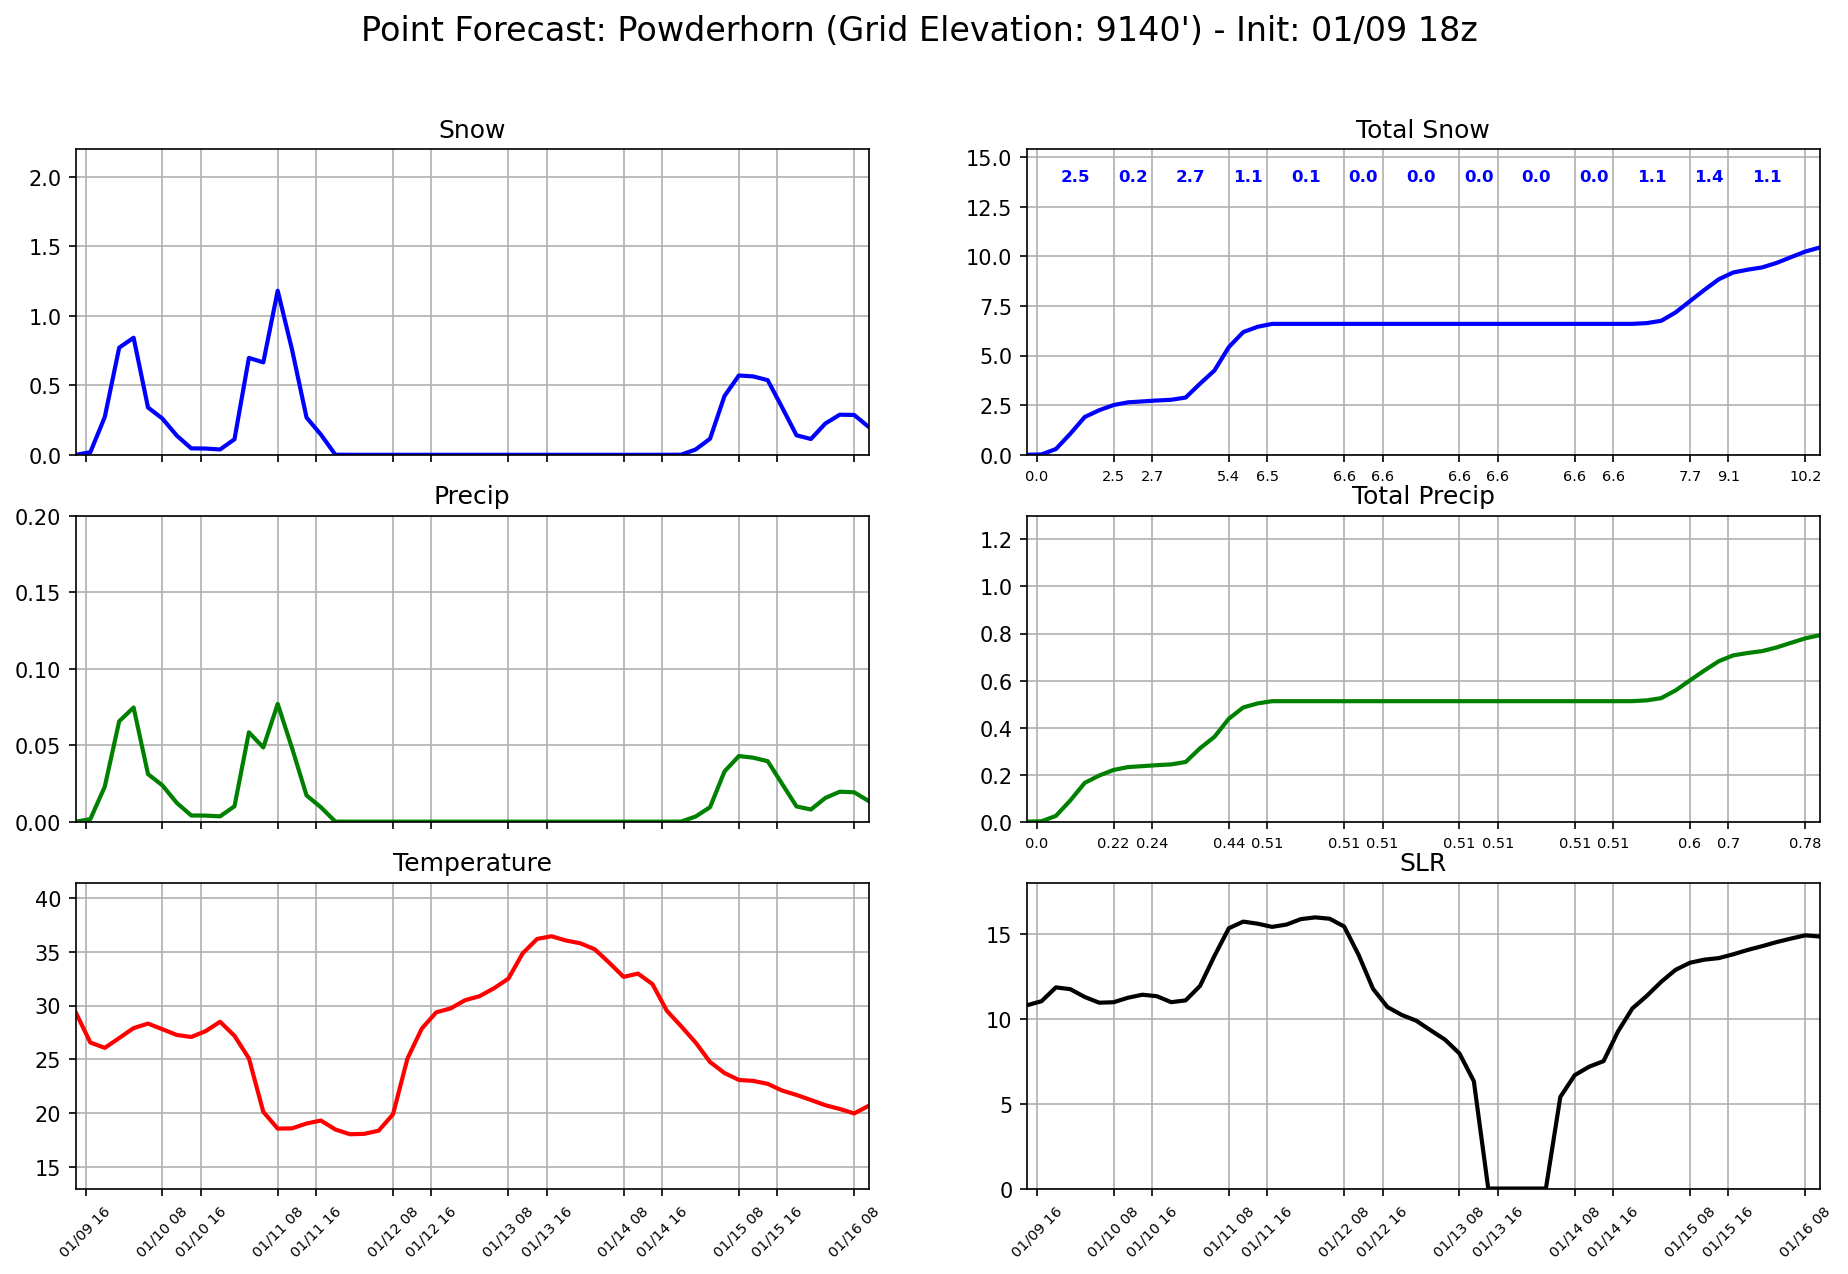 Point Forecast: Powderhorn (Grid Elevation: 9140') - Init: 01/09 18z
Snow
2.0
1.5
1.0
0.5
0.0
Total Snow
15.0
12.5
10.0
7.5
5.0
2.5
0.0
2.5 0.2 2.7 1.1 0.1 0.0 0.0 0.0 0.0 0.0 1.1 1.4 1.1
0.0 2.5 2.7 5.4 6.5 6.6 6.6 6.6 6.6 6.6 6.6 7.7 9.1 10.2
Precip
0.20
0.15
0.10
0.05
0.00
Total Precip
1.2
1.0
0.8
0.6
0.4
0.2
0.0
0.0 0.22 0.24 0.44 0.51 0.51 0.51 0.51 0.51 0.51 0.51 0.6 0.7 0.78
Temperature
40
35
30
25
20
15
01/09 16 01/10 08 01/10 16 01/11 08 01/11 16 01/12 08 01/12 16 01/13 08 01/13 16 01/14 08 01/14 16 01/15 08 01/15 16 01/16 08
SLR
15
10
5
0
01/09 16 01/10 08 01/10 16 01/11 08 01/11 16 01/12 08 01/12 16 01/13 08 01/13 16 01/14 08 01/14 16 01/15 08 01/15 16 01/16 08